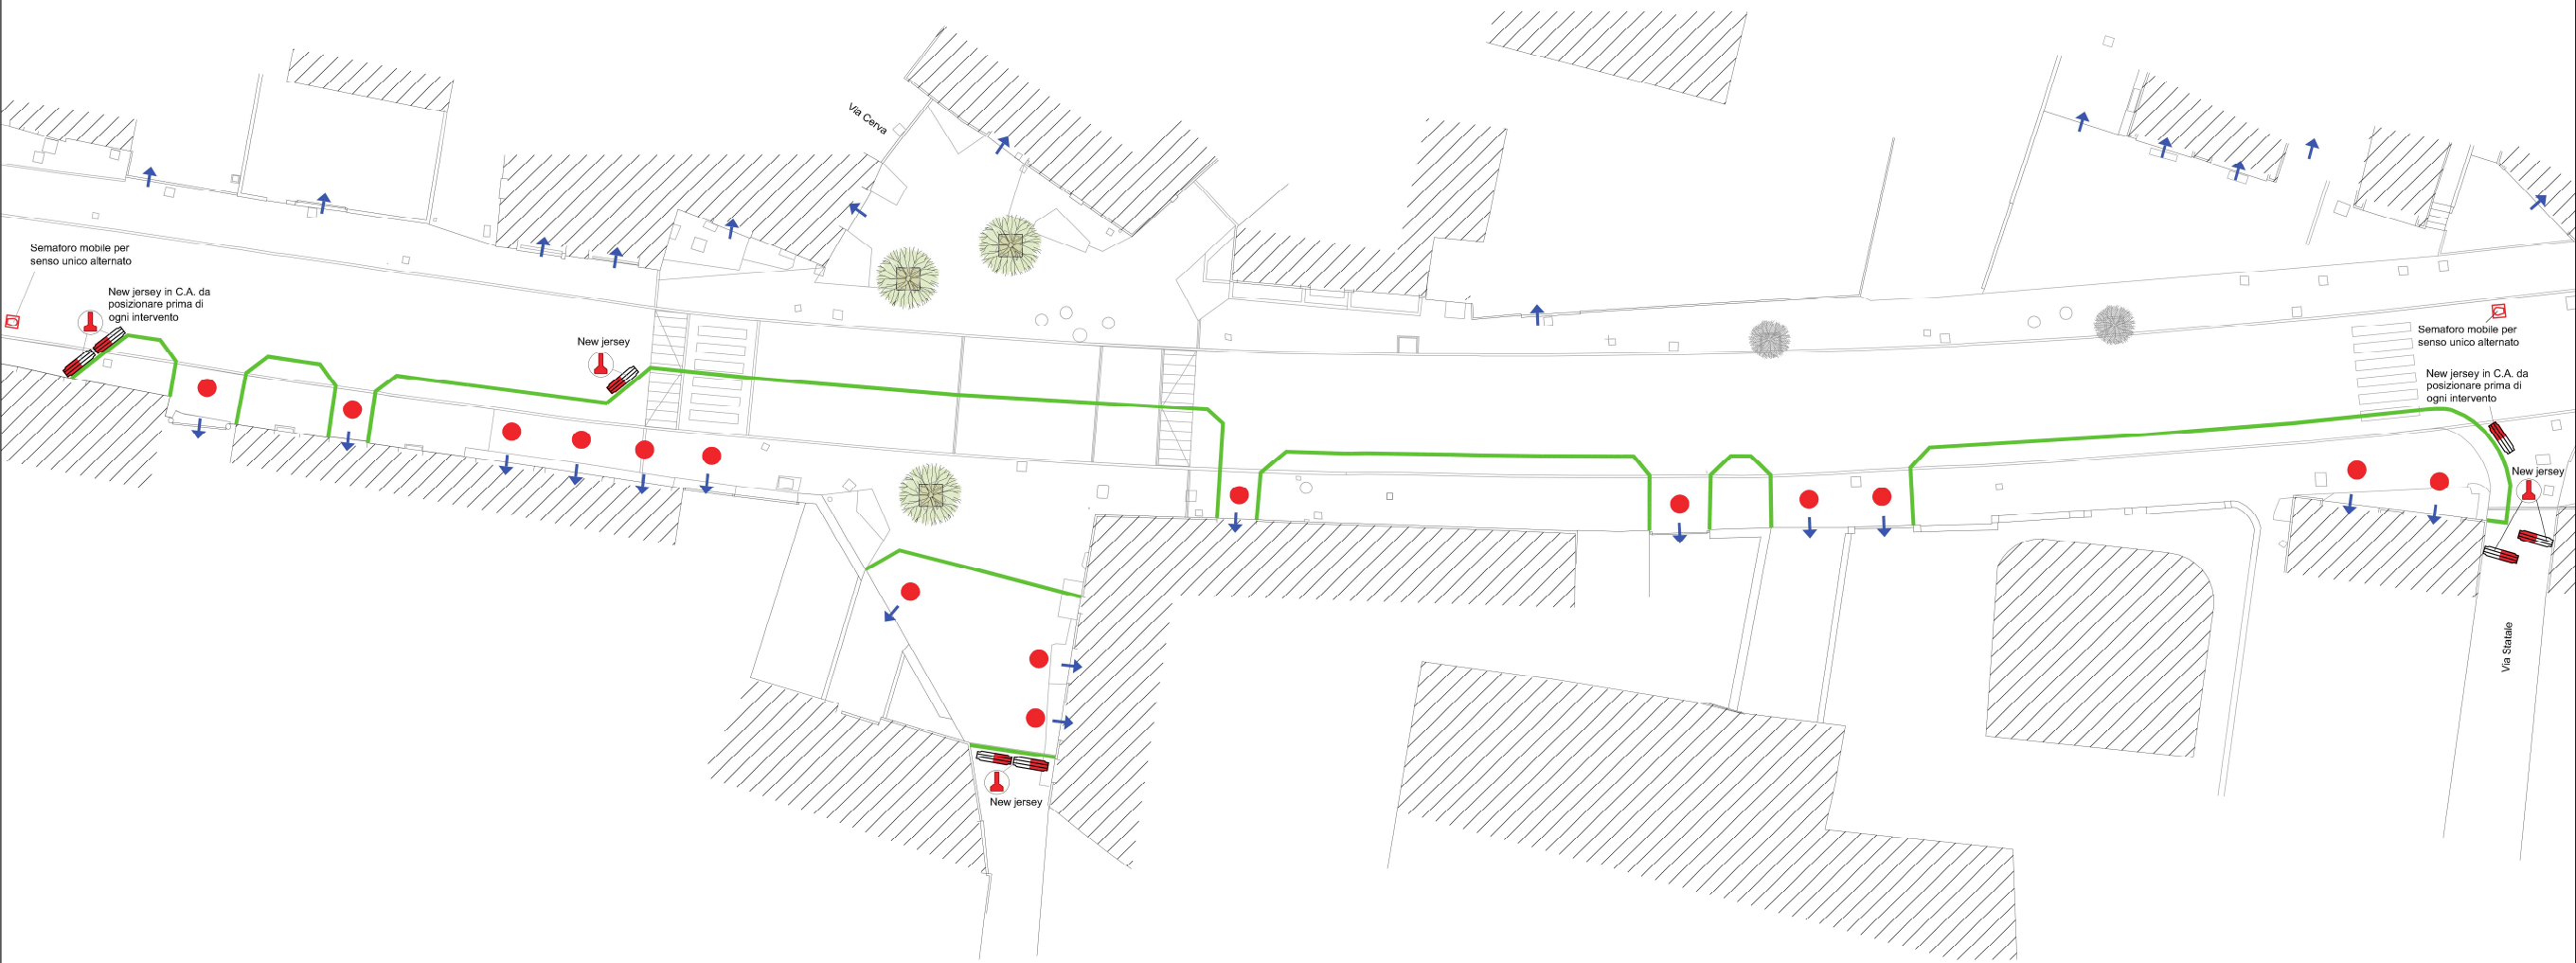 Via Cerva
Semaforo mobile per
senso unico alternato
New jersey in C.A. da
posizionare prima di
ogni intervento
New jersey
Semaforo mobile per
senso unico alternato
New jersey in C.A. da
posizionare prima di
ogni intervento
New jersey
Via Statale
New jersey